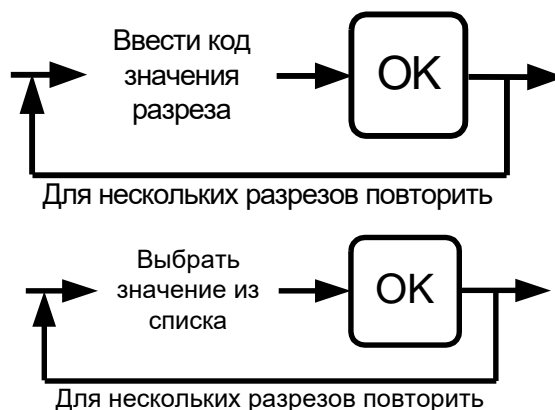 Ввести код
значения
разреза
OK
Для нескольких разрезов повторить
Выбрать
значение из
списка
OK
Для нескольких разрезов повторить